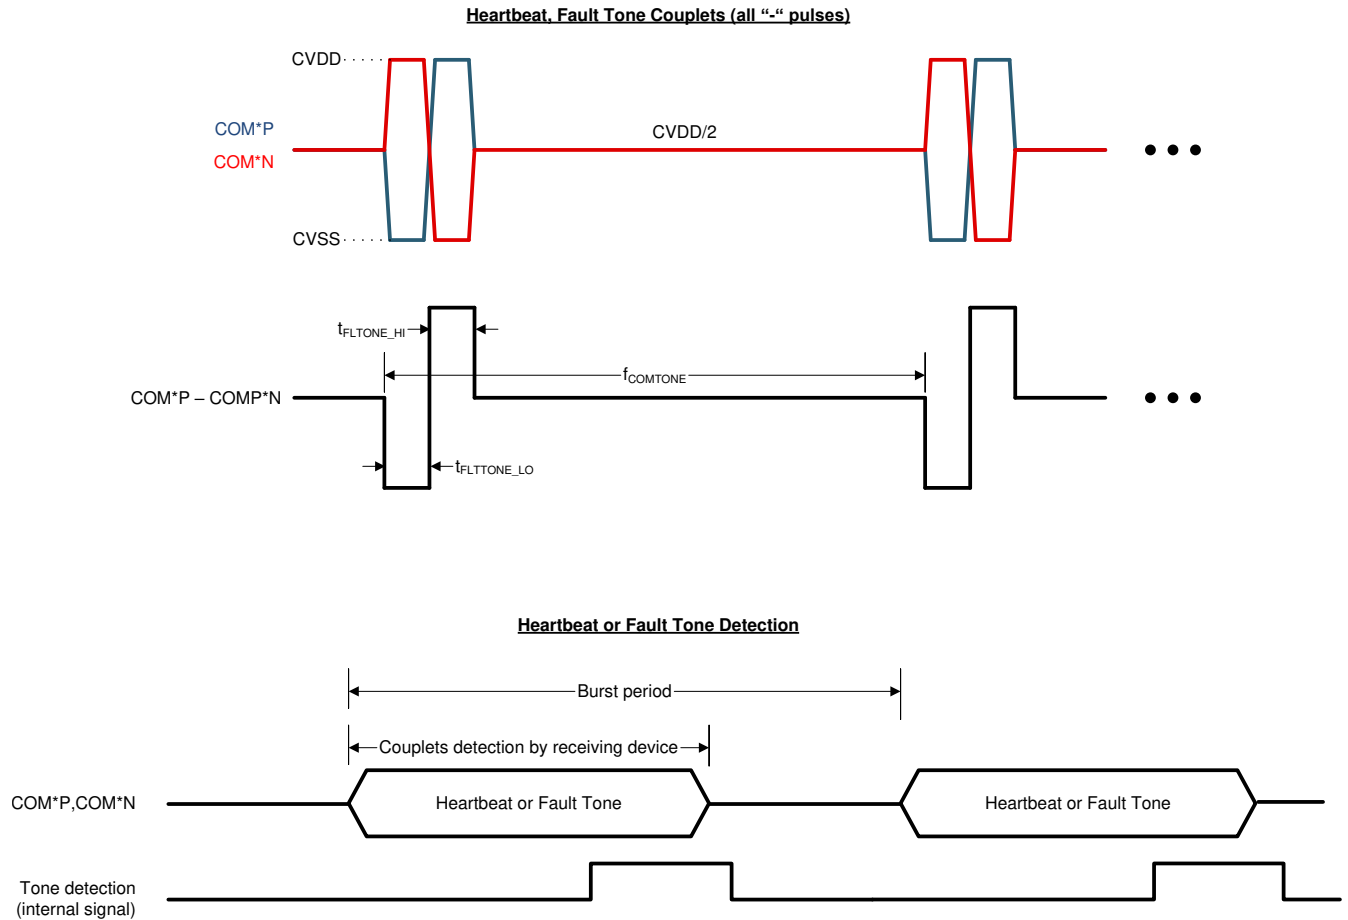 Heartbeat, Fault Tone Couplets (all “-“ pulses)
CVDD
COM*P
COM*N
CVDD/2
CVSS
tFLTONE_HI
fCOMTONE
COM*P – COMP*N
tFLTTONE_LO
Heartbeat or Fault Tone Detection
Burst period
Couplets detection by receiving device
COM*P,COM*N
Heartbeat or Fault Tone
Heartbeat or Fault Tone
Tone detection
(internal signal)